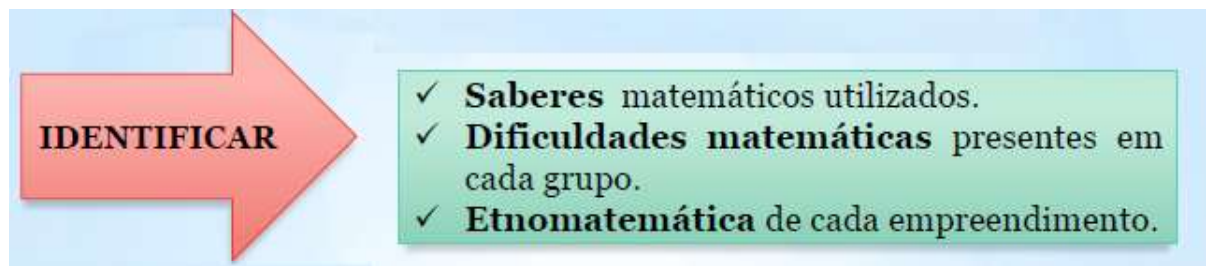 IDENTIFICAR
✓ Saberes matemáticos utilizados.
✓ Dificuldades matemáticas presentes em
cada grupo.
✓ Etnomatemática de cada empreendimento.